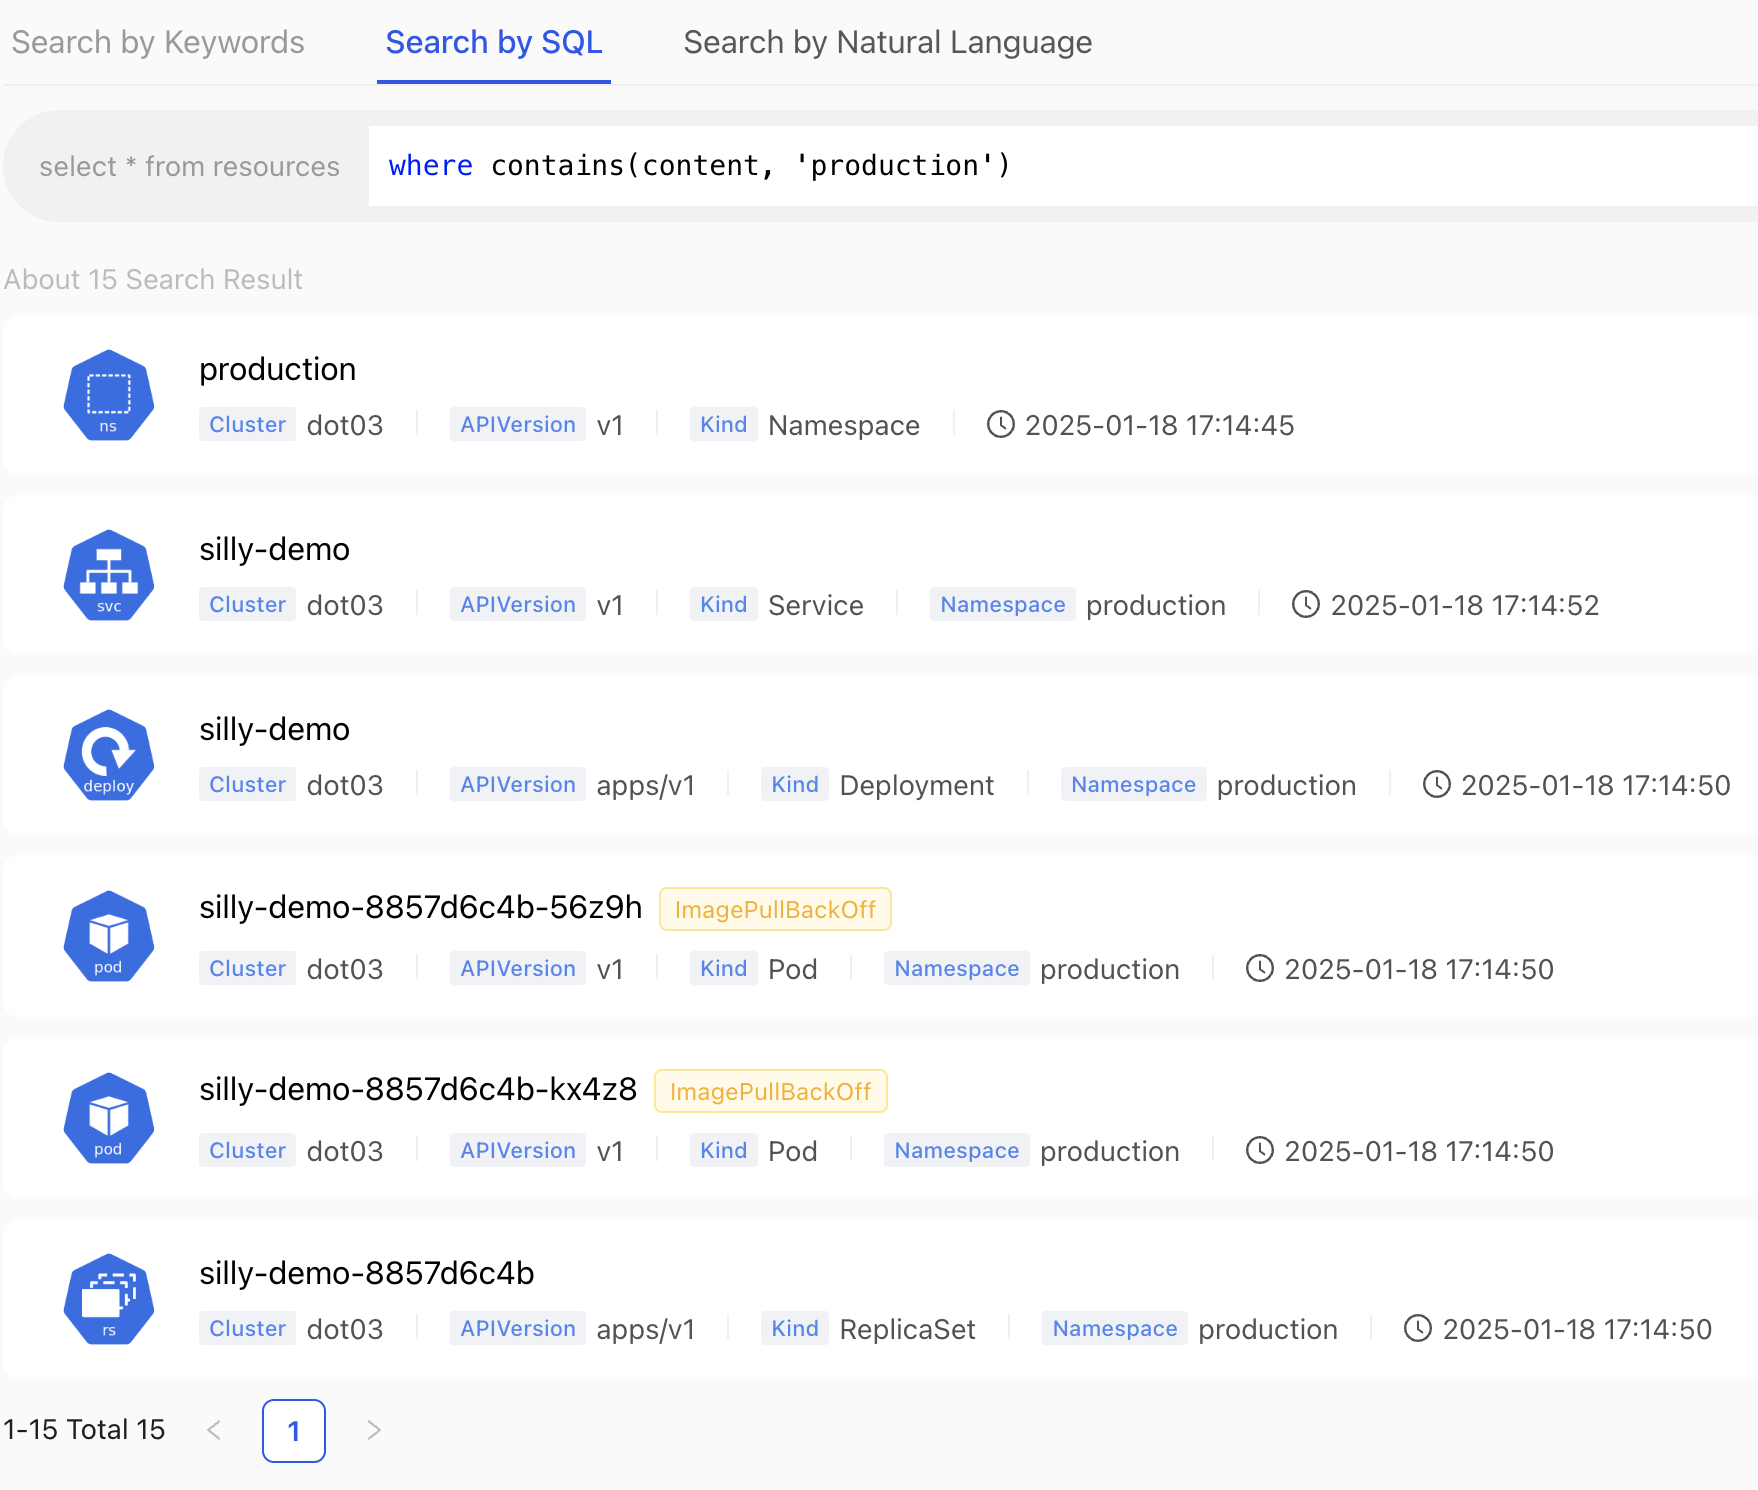 Search by Keywords Search by SQL Search by Natural Language
select * from resources where contains(content, 'production')
About 15 Search Result
production
ns
Cluster dot03 APIVersion v1 Kind Namespace 2025-01-18 17:14:45
silly-demo
svc
Cluster dot03 APIVersion v1 Kind Service Namespace production 2025-01-18 17:14:52
silly-demo
deploy
Cluster dot03 APIVersion apps/v1 Kind Deployment Namespace production 2025-01-18 17:14:50
silly-demo-8857d6c4b-56z9h ImagePullBackOff
pod
Cluster dot03 APIVersion v1 Kind Pod Namespace production 2025-01-18 17:14:50
silly-demo-8857d6c4b-kx4z8 ImagePullBackOff
pod
Cluster dot03 APIVersion v1 Kind Pod Namespace production 2025-01-18 17:14:50
silly-demo-8857d6c4b
rs
Cluster dot03 APIVersion apps/v1 Kind ReplicaSet Namespace production 2025-01-18 17:14:50
1-15 Total 15 < 1 >